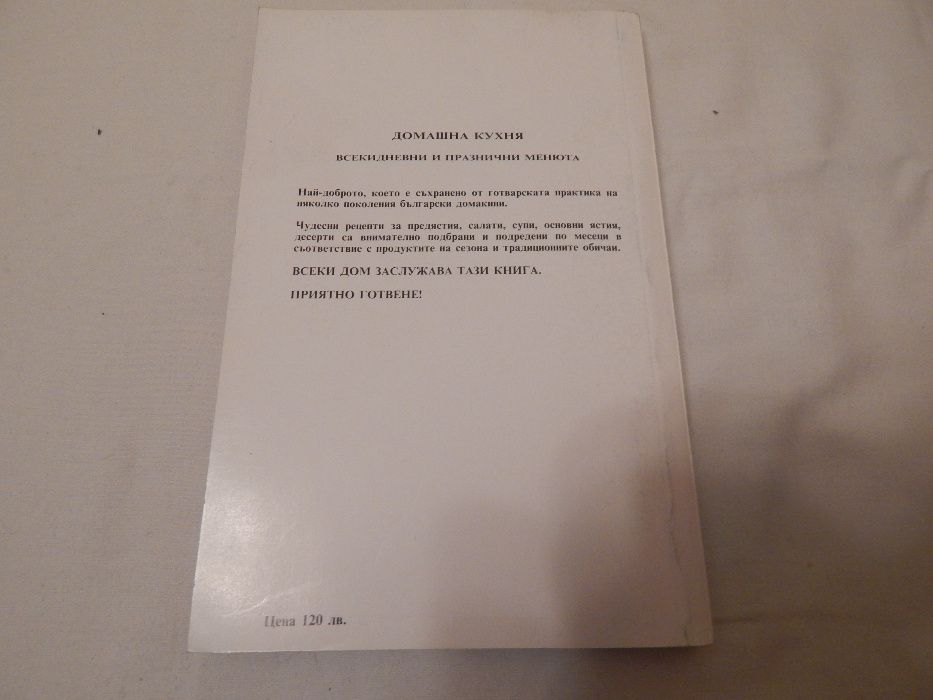 ДОМАШНА КУХНЯ
ВСЕКИДНЕВНИ И ПРАЗНИЧНИ МЕНЮТА
Най-доброто, което е съхранено от готварската практика на
няколко поколения български домакини.
Чудесни рецепти за предястия, салати, супи, основни ястия,
десерти са внимателно подбрани и подредени по месеци в
съответствие с продуктите на сезона и традиционните обичаи.
ВСЕКИ ДОМ ЗАСЛУЖАВА ТАЗИ КНИГА.
ПРИЯТНО ГОТВЕНЕ!
Цена 120 лв.